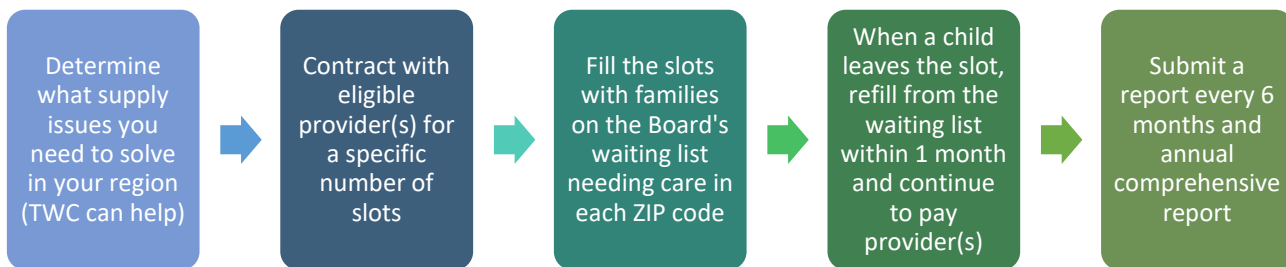 Determine
what supply
issues you
need to solve
in your region
(TWC can help)
Contract with
eligible
provider(s) for
a specific
number of
slots
Fill the slots
with families
on the Board's
waiting list
needing care in
each ZIP code
When a child
leaves the slot,
refill from the
waiting list
within 1 month
and continue
to pay
provider(s)
Submit a
report every 6
months and
annual
comprehensive
report